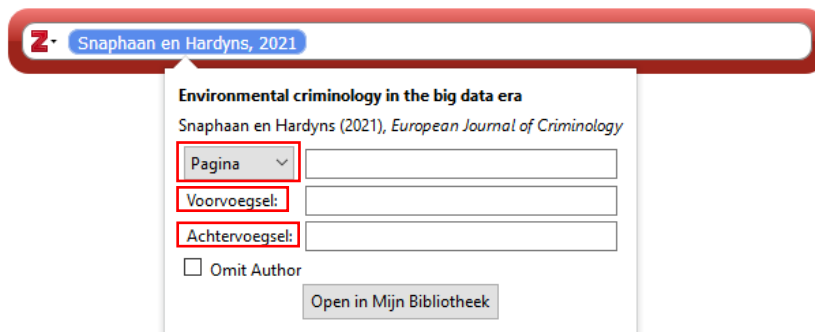 Z Snaphaan en Hardyns, 2021
Environmental criminology in the big data era
Snaphaan en Hardyns (2021), European Journal of Criminology
Pagina
Voorvoegsel:
Achtervoegsel:
Omit Author
Open in Mijn Bibliotheek